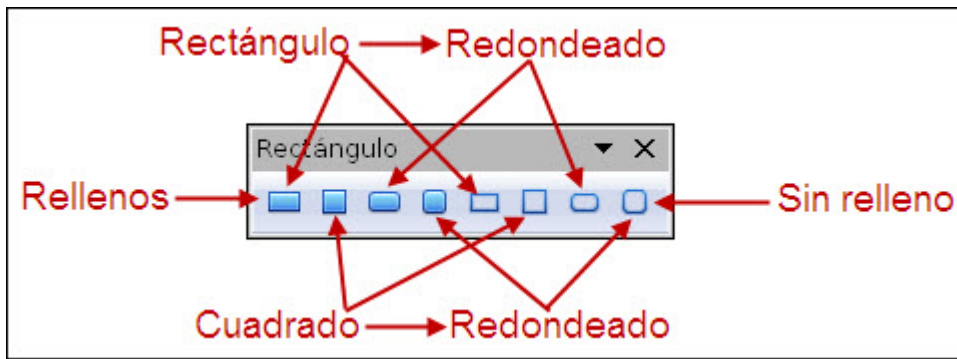 Rectángulo Redondeado
Rectángulo
Rellenos Sin relleno
Cuadrado Redondeado